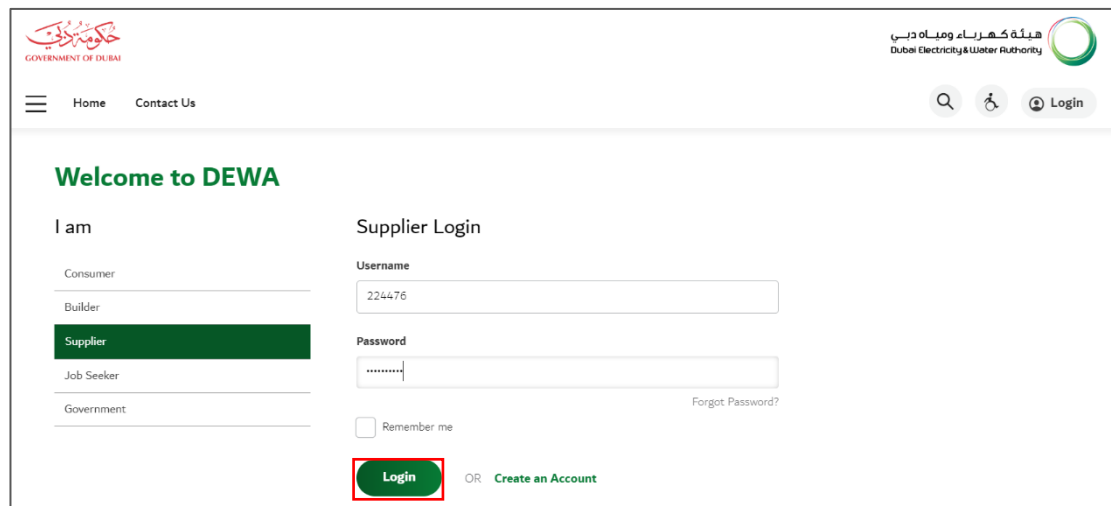 حكومة دبي
GOVERNMENT OF DUBAI
هيئة كهرباء ومياه دبي
Dubai Electricity & Water Authority
Home Contact Us Login
Welcome to DEWA
I am
Consumer
Builder
Supplier
Job Seeker
Government
Supplier Login
Username
224476
Password
••••••••••
Forgot Password?
Remember me
Login OR Create an Account